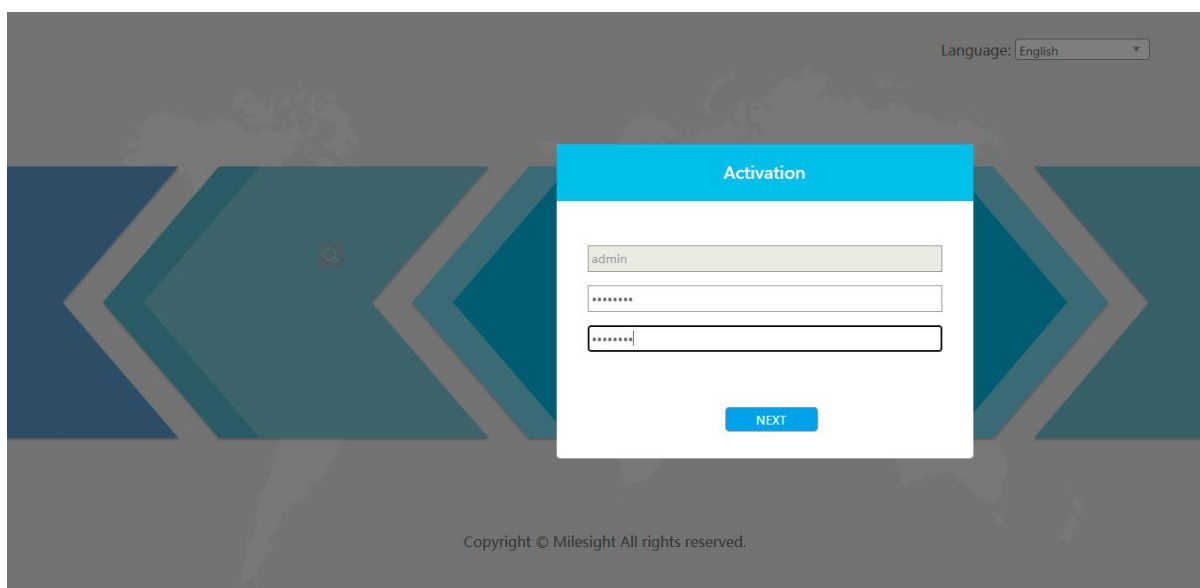 Language: English
Activation
admin
••••••••
••••••••
NEXT
Copyright © Milesight All rights reserved.